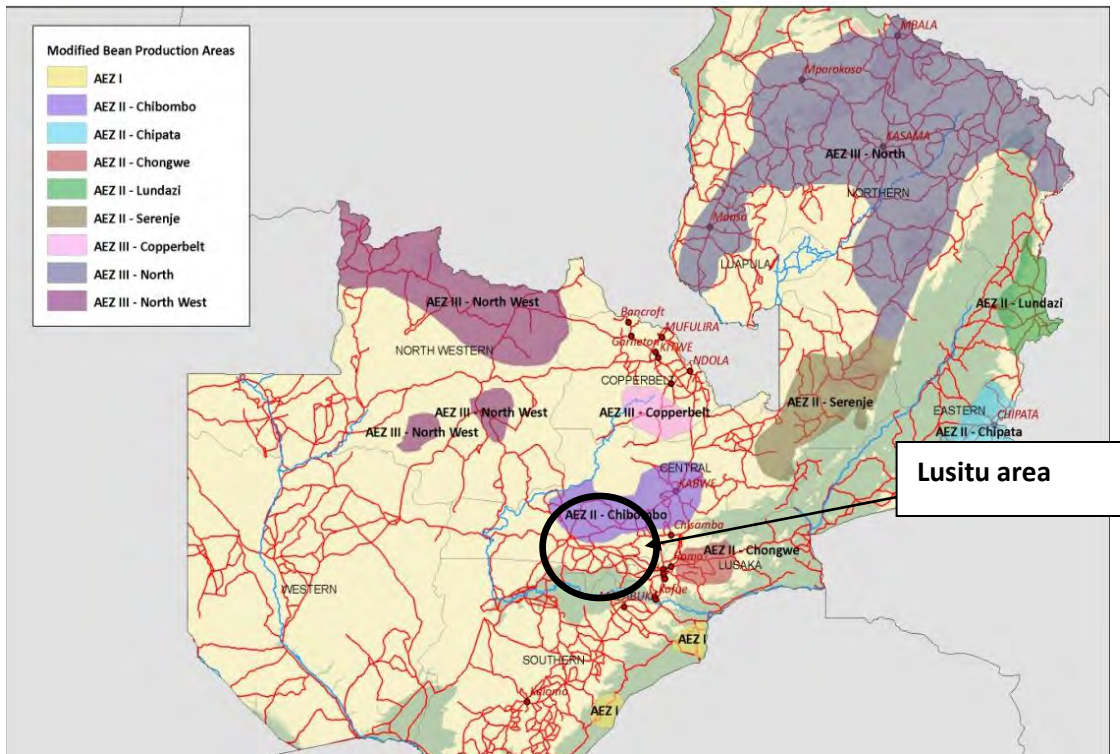 Modified Bean Production Areas
AEZ I
AEZ II - Chibombo
AEZ II - Chipata
AEZ II - Chongwe
AEZ II - Lundazi
AEZ II - Serenje
AEZ III - Copperbelt
AEZ III - North
AEZ III - North West
MBALA
Mporokoso
KASAMA
AEZ III - North
NORTHERN
Mansa
LUAPULA
AEZ III - North West
AEZ II - Lundazi
Bancroft
MUFULIRA
Garneton
KITWE
NORTH WESTERN
NDOLA
COPPERBELT
AEZ II - Serenje
AEZ III - North West
AEZ III - Copperbelt
EASTERN
CHIPATA
AEZ III - North West
AEZ II - Chipata
Lusitu area
CENTRAL
KABWE
AEZ II - Chibombo
Chisamba
AEZ II - Chongwe
LUSAKA
WESTERN
Kafue
AEZ I
SOUTHERN
Kalomo
AEZ I